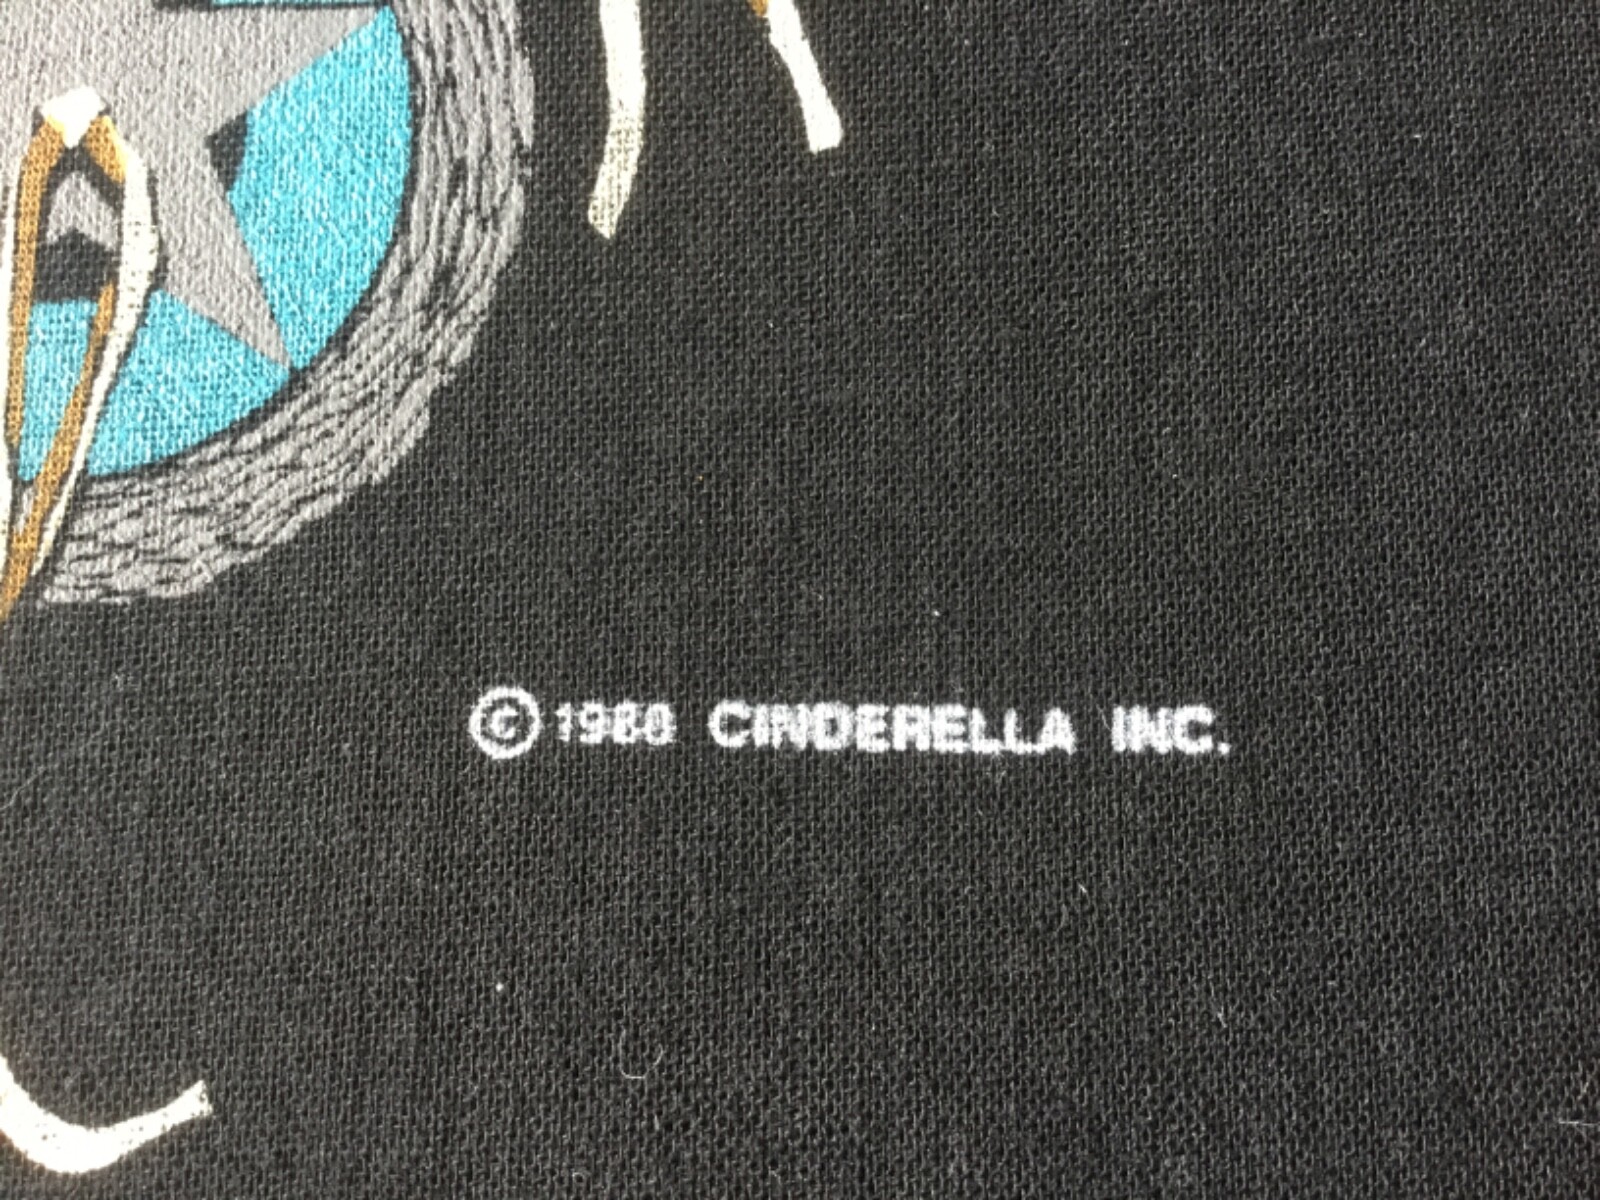 © 1988 CINDERELLA INC.